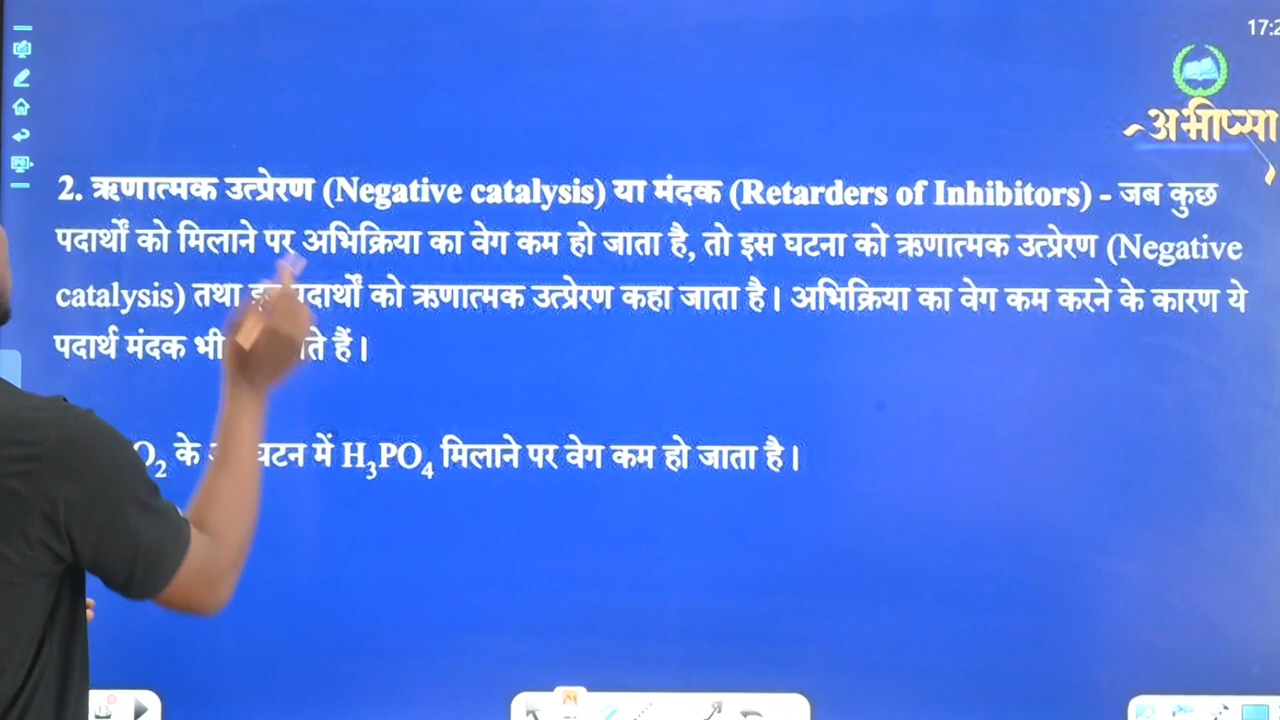 17:2
अभीप्सा
2. ऋणात्मक उत्प्रेरण (Negative catalysis) या मंदक (Retarders of Inhibitors) - जब कुछ
पदार्थों को मिलाने पर अभिक्रिया का वेग कम हो जाता है, तो इस घटना को ऋणात्मक उत्प्रेरण (Negative
catalysis) तथा पदार्थों को ऋणात्मक उत्प्रेरण कहा जाता है। अभिक्रिया का वेग कम करने के कारण ये
पदार्थ मंदक भी हैं।
O₂ के में H₃PO₄ मिलाने पर वेग कम हो जाता है।